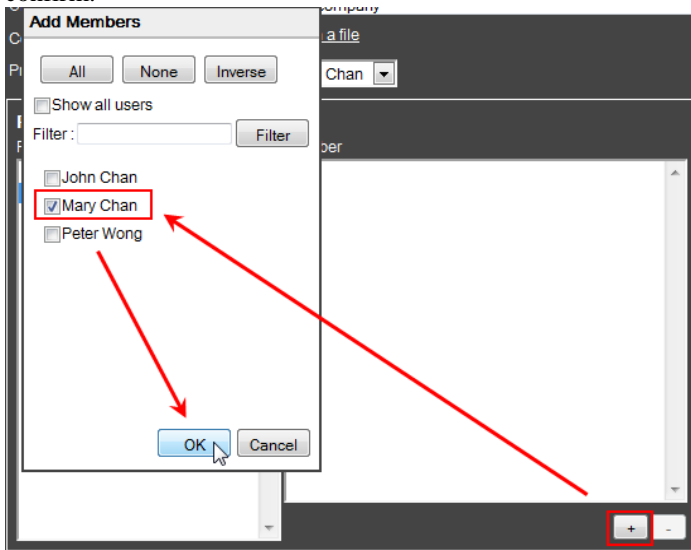 Add Members
a file
All None Inverse
Chan
Show all users
Filter : Filter
John Chan
Mary Chan
Peter Wong
OK Cancel
+ -